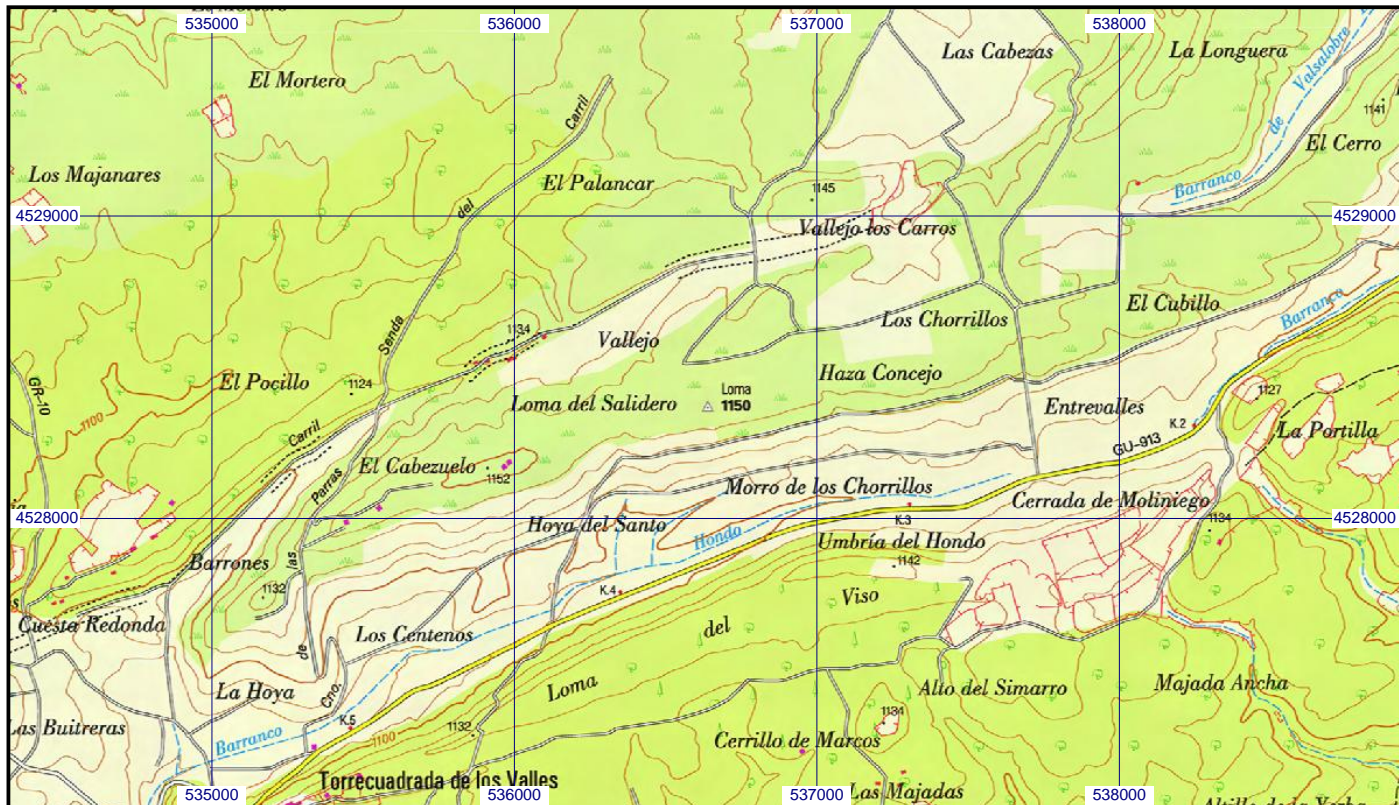 El Mortero
535000
536000
537000
538000
Las Cabezas
La Longuera
Valsalobre
El Mortero
Carril
1141
de
El Cerro
Los Majanares
El Palancar
1145
Barranco
del
4529000
4529000
Vallejo los Carros
El Cubillo
Barranco
Senda
1134
Vallejo
Los Chorrillos
El Pocillo
1124
Haza Concejo
GR-10
Loma
1150
1127
Loma del Salidero
Entrevalles
1100
K.2
La Portilla
Carril
GU-913
El Cabezuelo
1152
Parras
Morro de los Chorrillos
Cerrada de Moliniego
4528000
4528000
Hoya del Santo
K.3
1134
Hondo
Umbría del Hondo
Barrones
las
1142
1132
K.4
Viso
Cuesta Redonda
Los Centenos
del
de
La Hoya
Cno.
Loma
Alto del Simarro
Majada Ancha
Las Buitreras
K.5
1132
1134
Barranco
1100
Cerrillo de Marcos
Torrecuadrada de los Valles
Las Majadas
535000
536000
537000
538000